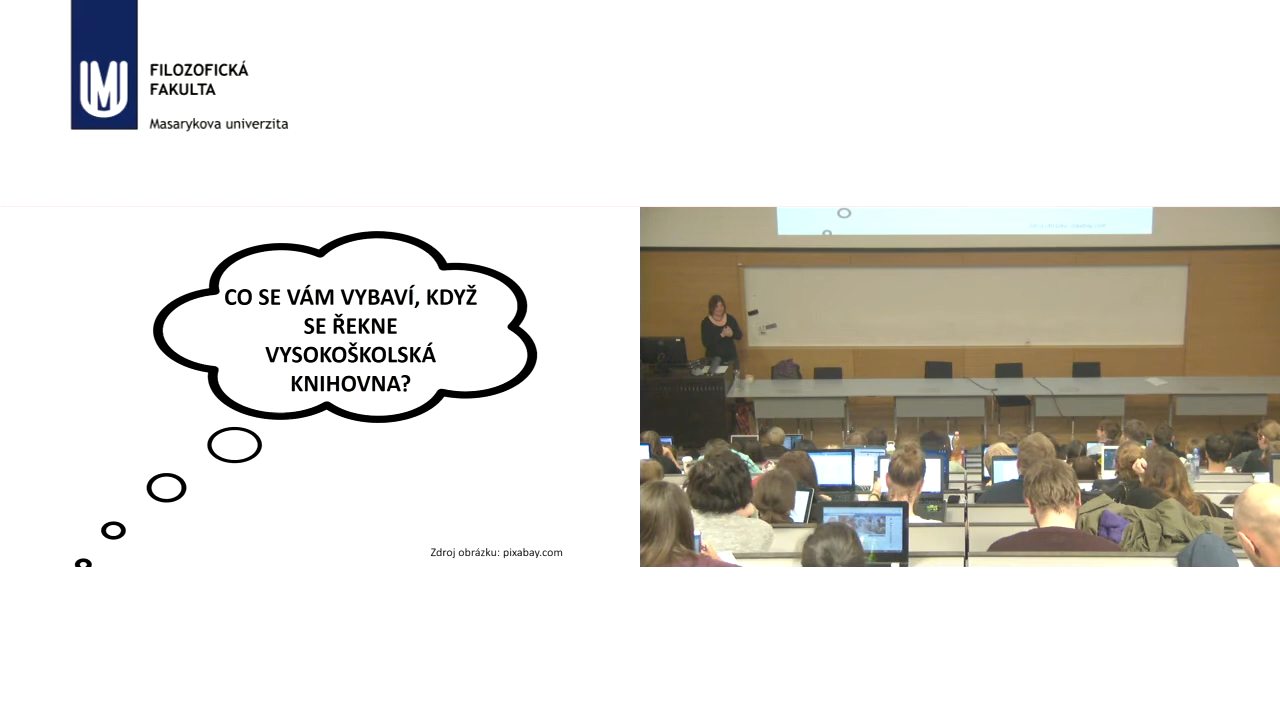 FILOZOFICKÁ
FAKULTA
Masarykova univerzita
CO SE VÁM VYBAVÍ, KDYŽ
SE ŘEKNE
VYSOKOŠKOLSKÁ
KNIHOVNA?
Zdroj obrázku: pixabay.com